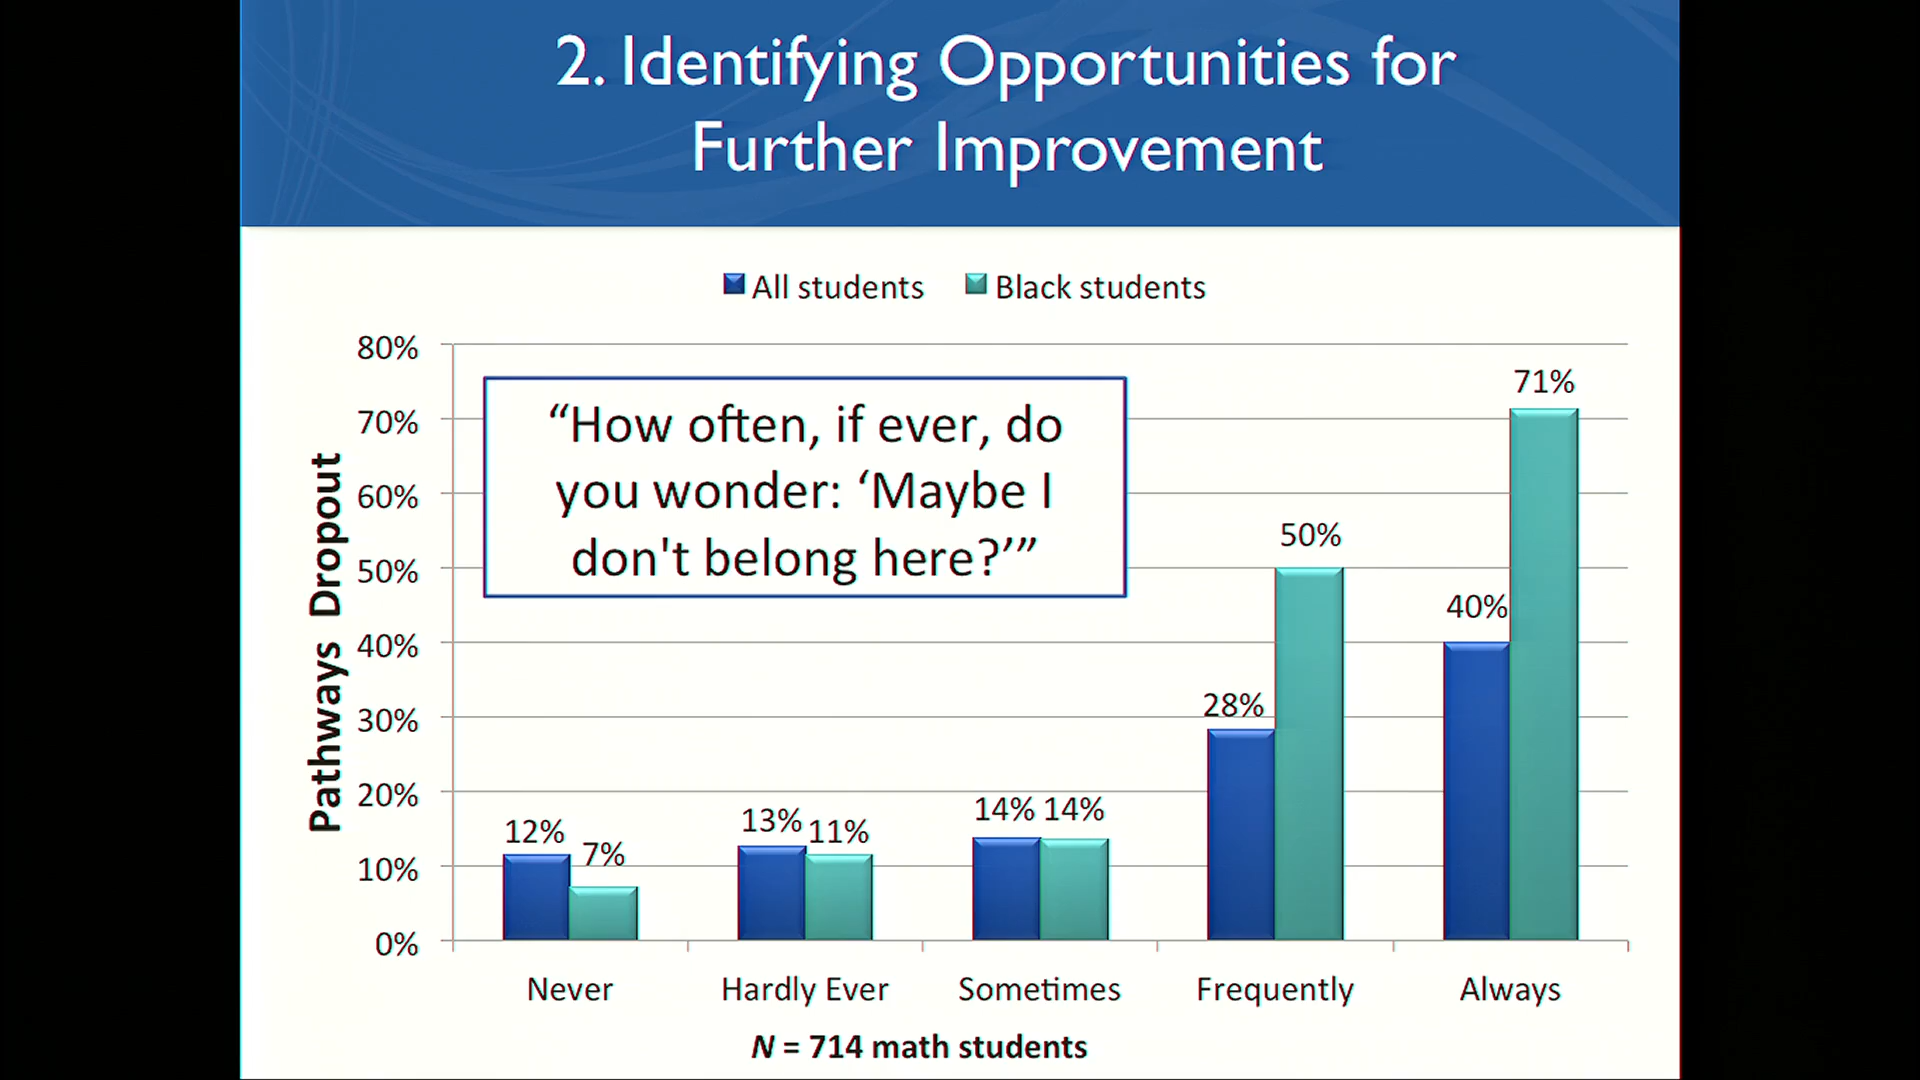 2. Identifying Opportunities for
Further Improvement
All students
Black students
80%
70%
60%
50%
40%
30%
20%
10%
0%
Pathways Dropout
“How often, if ever, do
you wonder: ‘Maybe I
don't belong here?’”
12%
7%
13%
11%
14%
14%
28%
50%
40%
71%
Never
Hardly Ever
Sometimes
Frequently
Always
N = 714 math students